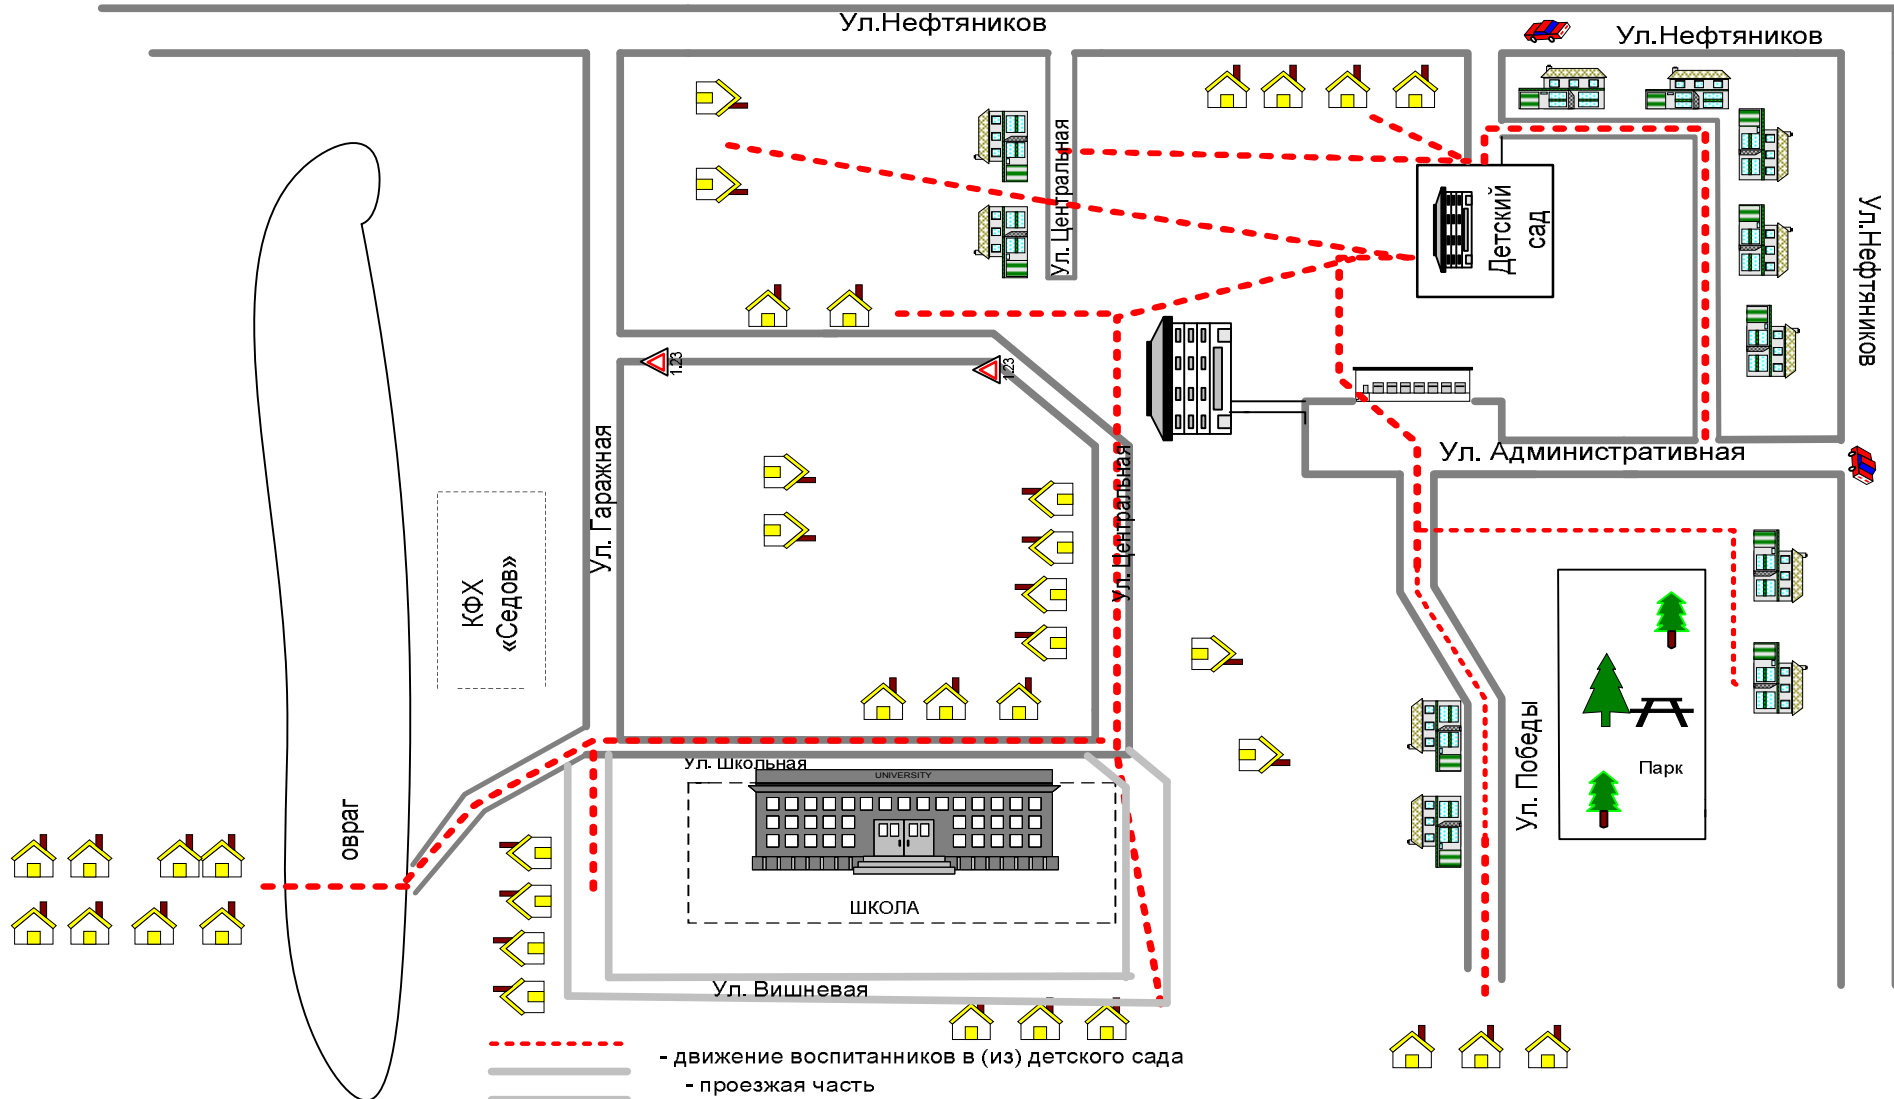 Ул.Нефтяников
Ул.Нефтяников
Ул. Центральная
Детский
сад
Ул.Нефтяников
1.23
1.23
Ул. Гаражная
Ул. Центральная
Ул. Административная
КФХ
«Седов»
овраг
Ул. Школьная
UNIVERSITY
ШКОЛА
Ул. Победы
Парк
Ул. Вишневая
- движение воспитанников в (из) детского сада
- проезжая часть